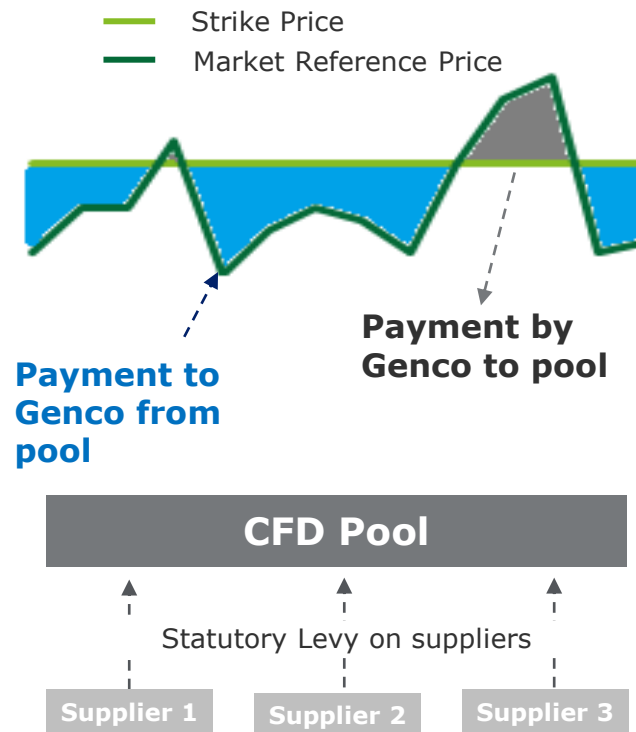 Strike Price
Market Reference Price
Payment by
Genco to pool
Payment to
Genco from
pool
CFD Pool
Statutory Levy on suppliers
Supplier 1
Supplier 2
Supplier 3